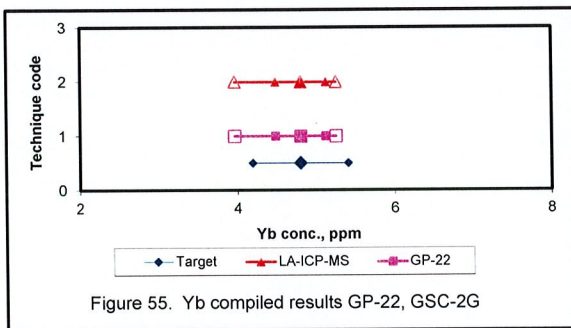 3
2
1
0
Technique code
2 4 6 8
Yb conc., ppm
Target LA-ICP-MS GP-22
Figure 55. Yb compiled results GP-22, GSC-2G